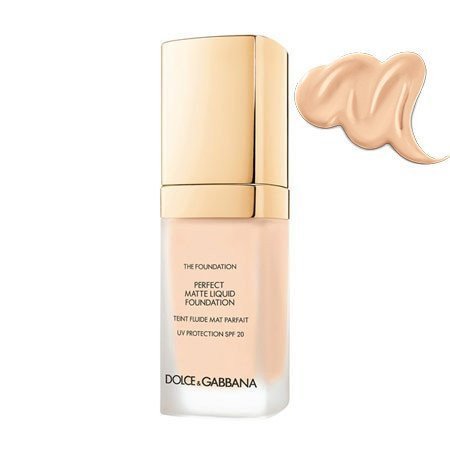 THE FOUNDATION
PERFECT
MATTE LIQUID
FOUNDATION
TEINT FLUIDE MAT PARFAIT
UV PROTECTION SPF 20
DOLCE&GABBANA